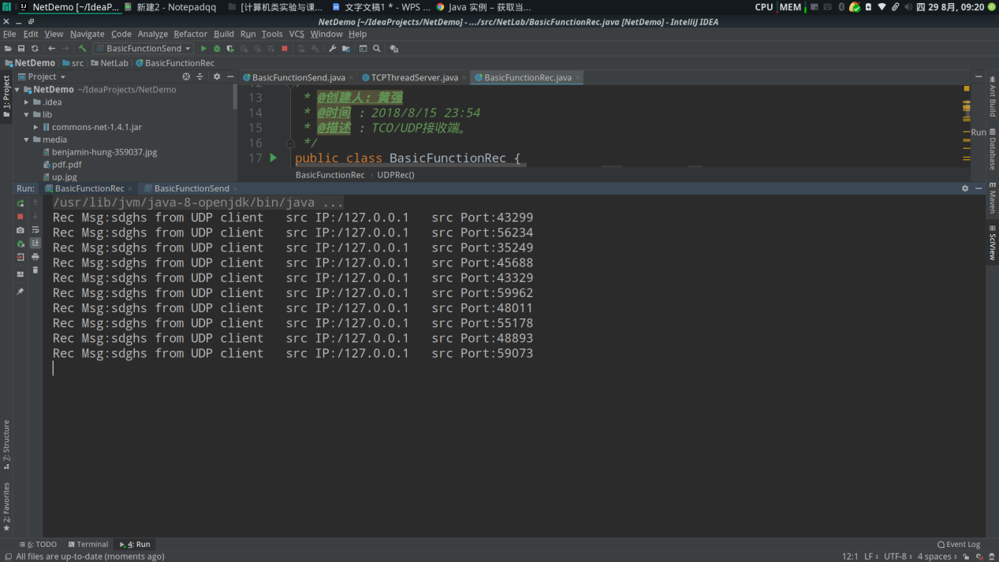 NetDemo [~/IdeaP... 新建2 - Notepadqq [计算机类实验与课... 文字文稿1 * - WPS ... Java 实例 – 获取当... CPU MEM 四 29 8月, 09:20
NetDemo [~/IdeaProjects/NetDemo] - .../src/NetLab/BasicFunctionRec.java [NetDemo] - IntelliJ IDEA
File Edit View Navigate Code Analyze Refactor Build Run Tools VCS Window Help
BasicFunctionSend
NetDemo src NetLab BasicFunctionRec
Project BasicFunctionSend.java TCPThreadServer.java BasicFunctionRec.java
1: Project
NetDemo ~/IdeaProjects/NetDemo
.idea
lib
commons-net-1.4.1.jar
media
benjamin-hung-359037.jpg
pdf.pdf
up.jpg
13 * @创建人: 黄强
14 * @时间 : 2018/8/15 23:54
15 * @描述 : TCO/UDP接收端。
16 */
17 public class BasicFunctionRec {
BasicFunctionRec UDPRec()
Ant Build
Run
Database
Maven
SciView
Run: BasicFunctionRec BasicFunctionSend
/usr/lib/jvm/java-8-openjdk/bin/java ...
Rec Msg:sdghs from UDP client src IP:/127.0.0.1 src Port:43299
Rec Msg:sdghs from UDP client src IP:/127.0.0.1 src Port:56234
Rec Msg:sdghs from UDP client src IP:/127.0.0.1 src Port:35249
Rec Msg:sdghs from UDP client src IP:/127.0.0.1 src Port:45688
Rec Msg:sdghs from UDP client src IP:/127.0.0.1 src Port:43329
Rec Msg:sdghs from UDP client src IP:/127.0.0.1 src Port:59962
Rec Msg:sdghs from UDP client src IP:/127.0.0.1 src Port:48011
Rec Msg:sdghs from UDP client src IP:/127.0.0.1 src Port:55178
Rec Msg:sdghs from UDP client src IP:/127.0.0.1 src Port:48893
Rec Msg:sdghs from UDP client src IP:/127.0.0.1 src Port:59073
7: Structure
2: Favorites
6: TODO Terminal 4: Run Event Log
All files are up-to-date (moments ago) 12:1 LF UTF-8 4 spaces